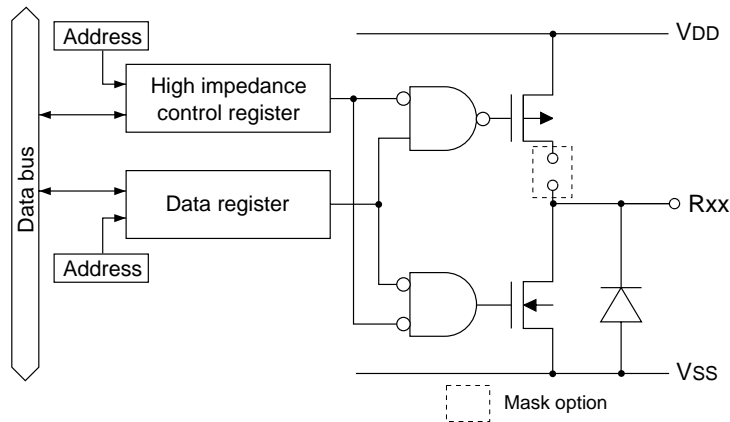 Address
VDD
High impedance
control register
Data bus
Data register
Rxx
Address
VSS
Mask option